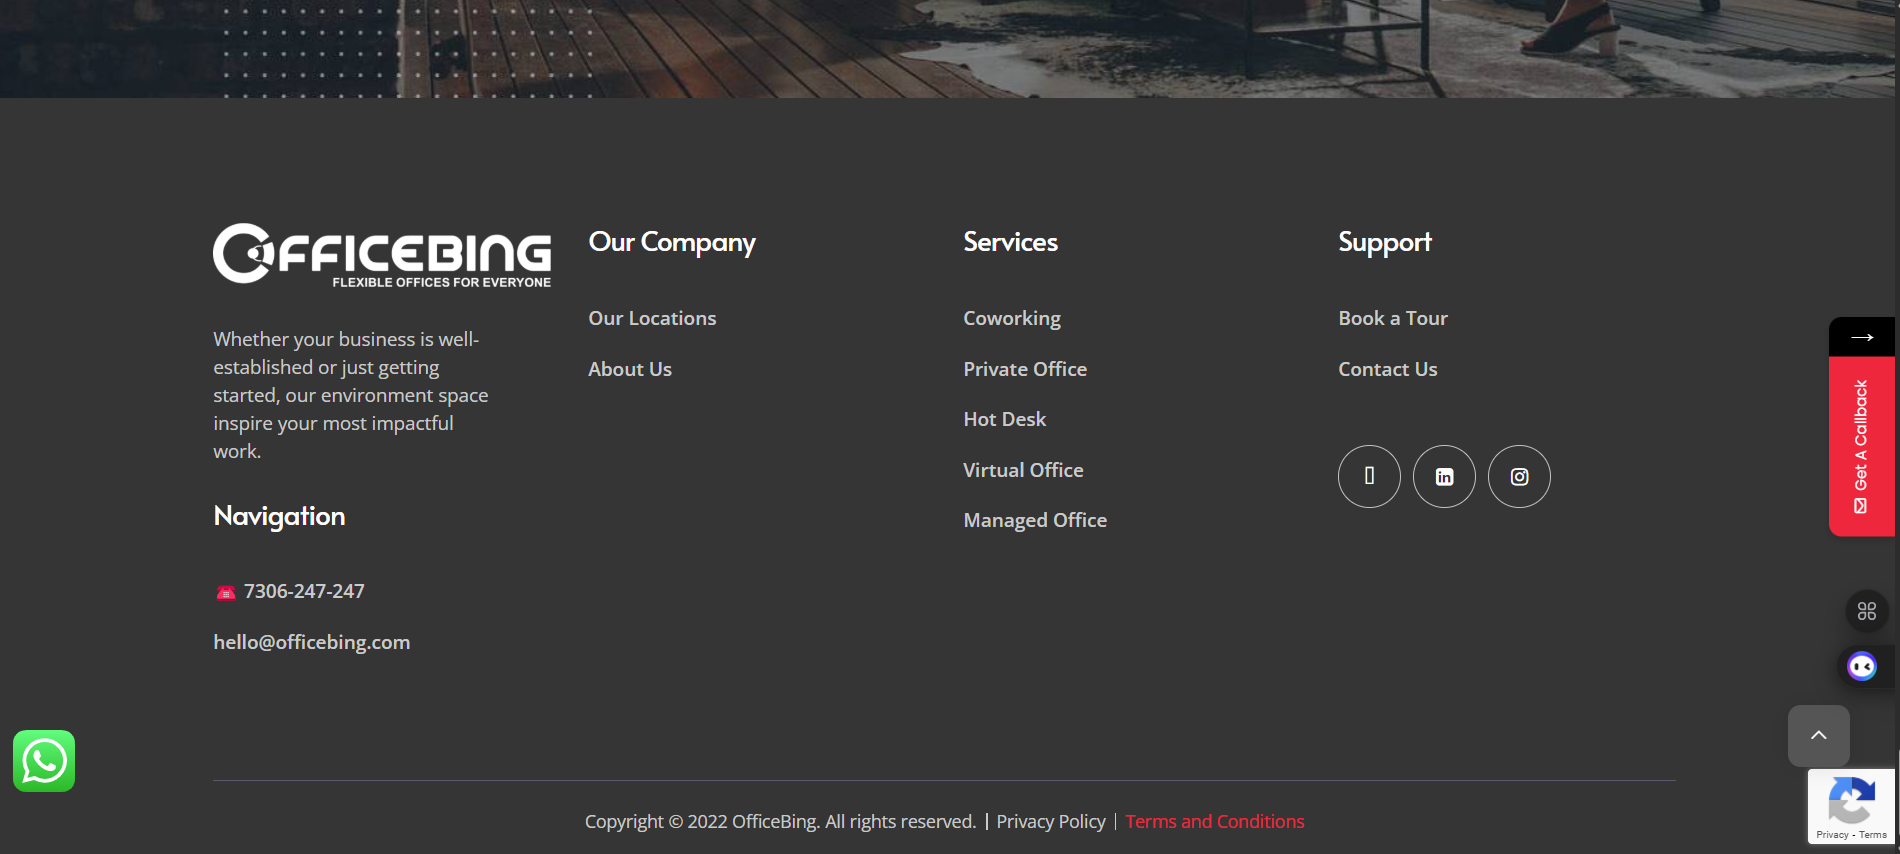 OFFICEBING
FLEXIBLE OFFICES FOR EVERYONE
Whether your business is well-
established or just getting
started, our environment space
inspire your most impactful
work.
Navigation
☎ 7306-247-247
hello@officebing.com
Our Company
Our Locations
About Us
Services
Coworking
Private Office
Hot Desk
Virtual Office
Managed Office
Support
Book a Tour
Contact Us
in
→
Get A Callback
Copyright © 2022 OfficeBing. All rights reserved. | Privacy Policy | Terms and Conditions
Privacy - Terms